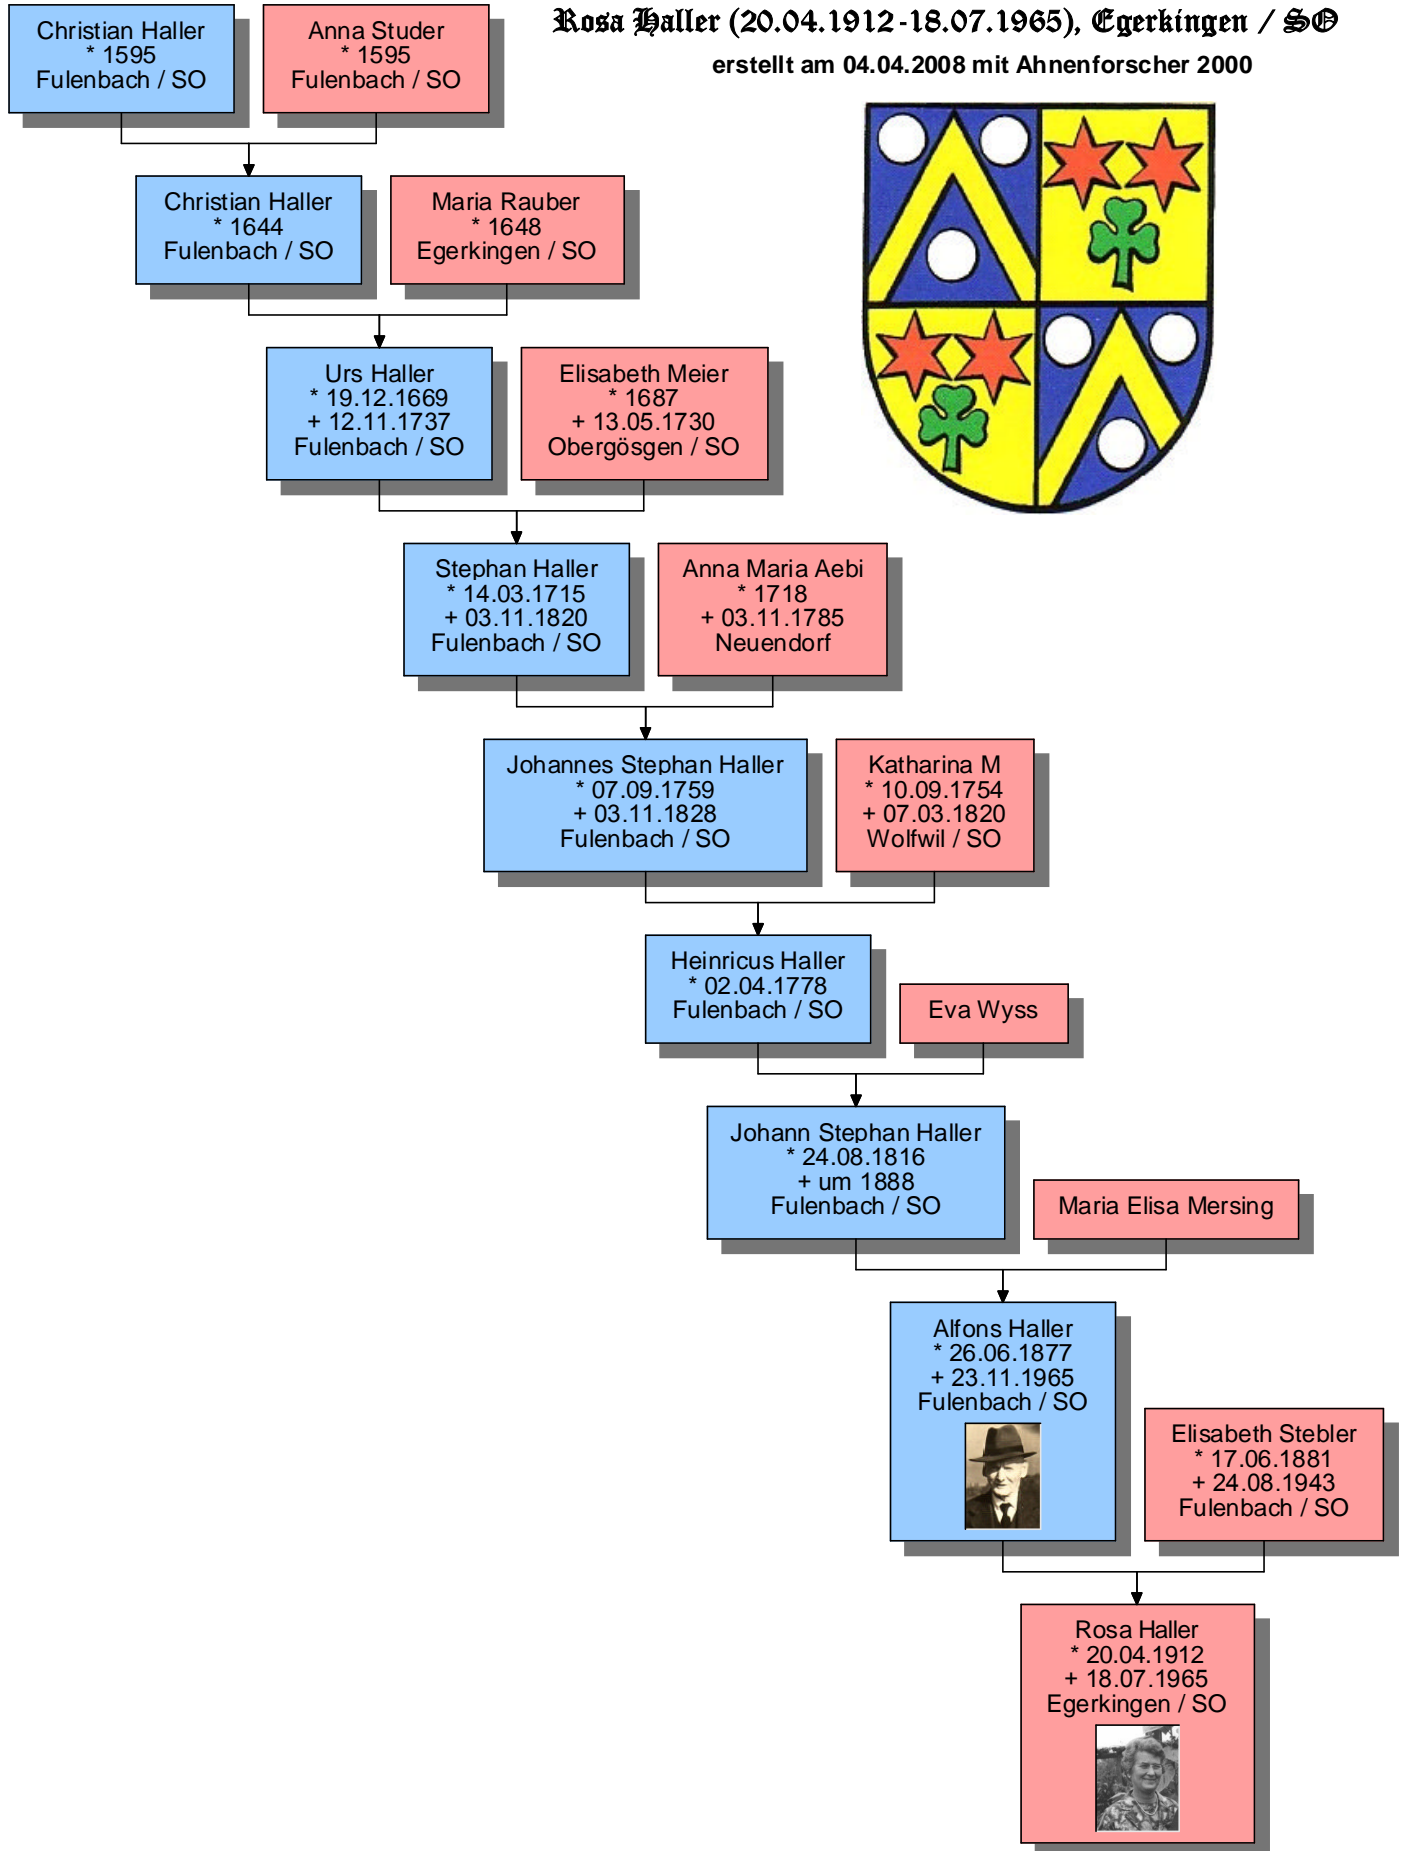 Rosa Haller (20.04.1912-18.07.1965), Egerkingen / SO
erstellt am 04.04.2008 mit Ahnenforscher 2000
Christian Haller
* 1595
Fulenbach / SO
Anna Studer
* 1595
Fulenbach / SO
Christian Haller
* 1644
Fulenbach / SO
Maria Rauber
* 1648
Egerkingen / SO
Urs Haller
* 19.12.1669
+ 12.11.1737
Fulenbach / SO
Elisabeth Meier
* 1687
+ 13.05.1730
Obergösgen / SO
Stephan Haller
* 14.03.1715
+ 03.11.1820
Fulenbach / SO
Anna Maria Aebi
* 1718
+ 03.11.1785
Neuendorf
Johannes Stephan Haller
* 07.09.1759
+ 03.11.1828
Fulenbach / SO
Katharina M
* 10.09.1754
+ 07.03.1820
Wolfwil / SO
Heinricus Haller
* 02.04.1778
Fulenbach / SO
Eva Wyss
Johann Stephan Haller
* 24.08.1816
+ um 1888
Fulenbach / SO
Maria Elisa Mersing
Alfons Haller
* 26.06.1877
+ 23.11.1965
Fulenbach / SO
Elisabeth Stebler
* 17.06.1881
+ 24.08.1943
Fulenbach / SO
Rosa Haller
* 20.04.1912
+ 18.07.1965
Egerkingen / SO